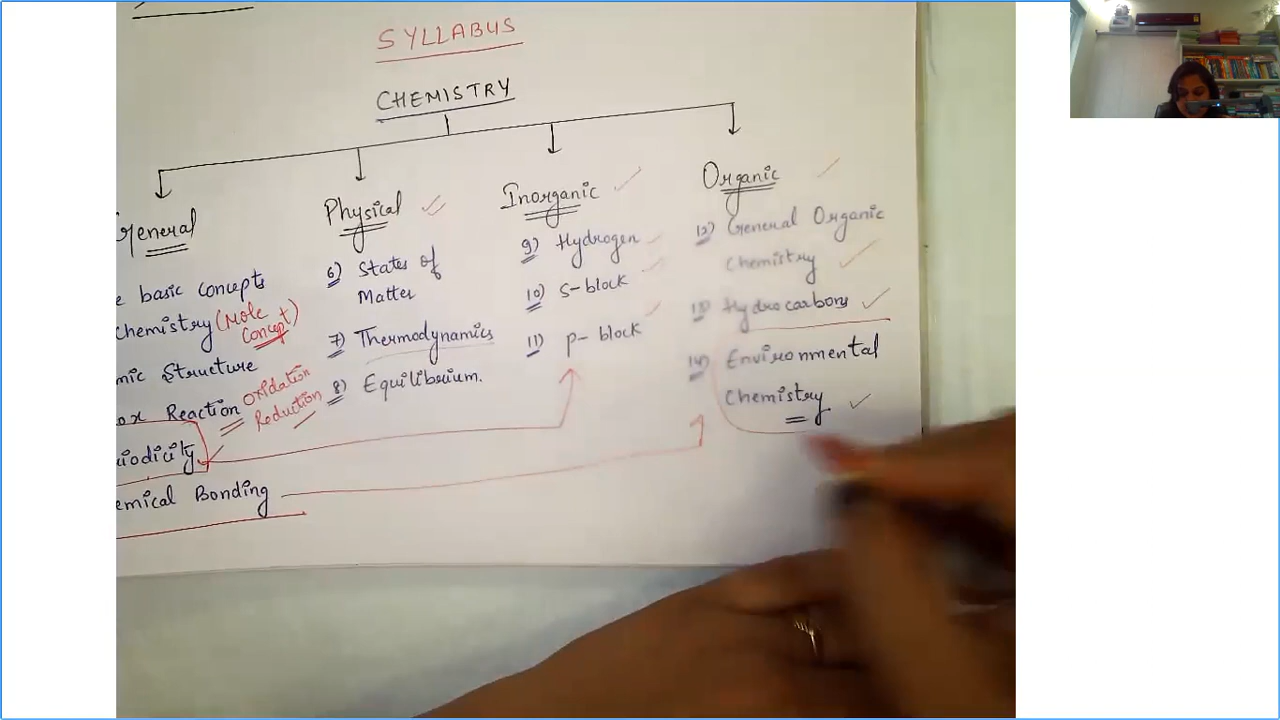 SYLLABUS
CHEMISTRY
General
basic concepts
Chemistry (Mole
Concept)
mic Structure
ox Reaction Oxidation
Reduction
iodicity
emical Bonding
Physical
6) States of
Matter
7) Thermodynamics
8) Equilibrium.
Inorganic
9) Hydrogen
10) S-block
11) p-block
Organic
12) General Organic
Chemistry
13) Hydrocarbons
14) Environmental
Chemistry